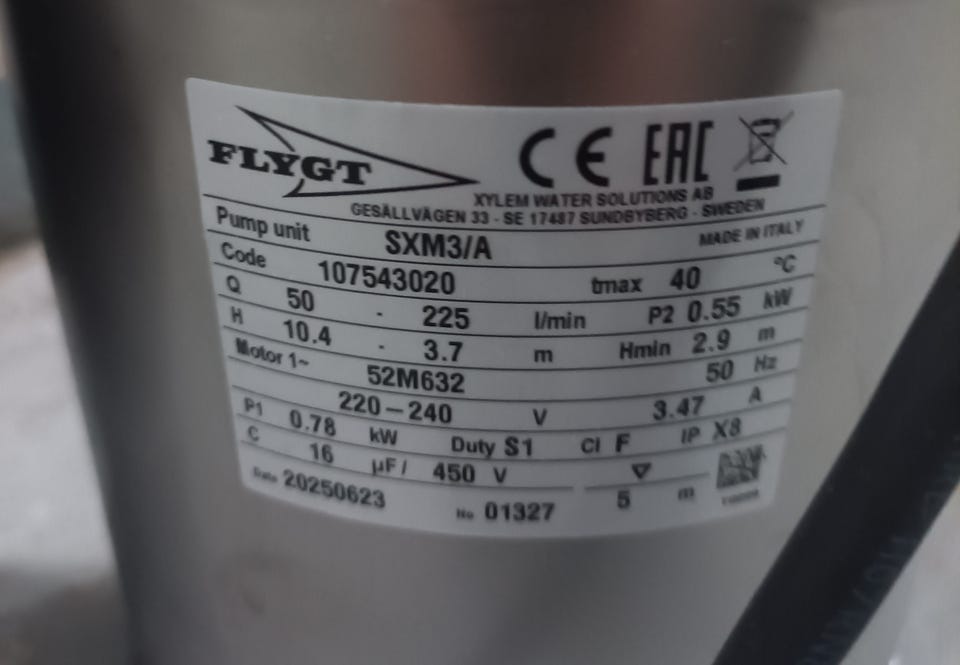 FLYGT
CE EAC
XYLEM WATER SOLUTIONS AB
GESÄLLVÄGEN 33 - SE 17487 SUNDBYBERG - SWEDEN
Pump unit SXM3/A MADE IN ITALY
Code 107543020 tmax 40 °C
Q 50 - 225 l/min P2 0.55 kW
H 10.4 - 3.7 m Hmin 2.9 m
Motor 1~ 52M632 50 Hz
220-240 V 3.47 A
P1 0.78 kW Duty S1 Cl F IP X8
C 16 µF / 450 V 5 m
Date 20250623 No 01327